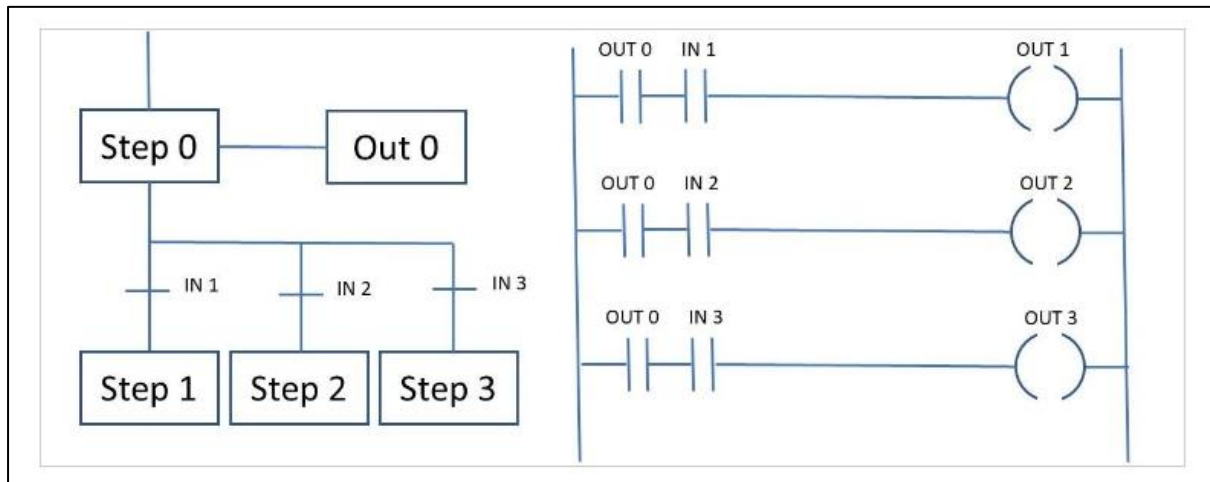 Step 0
Out 0
IN 1
IN 2
IN 3
Step 1
Step 2
Step 3
OUT 0 IN 1 OUT 1
OUT 0 IN 2 OUT 2
OUT 0 IN 3 OUT 3